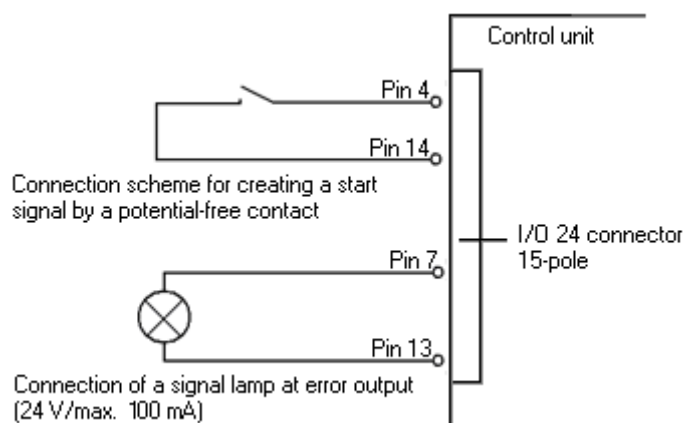 Control unit
Pin 4
Pin 14
Connection scheme for creating a start
signal by a potential-free contact
I/O 24 connector
15-pole
Pin 7
Pin 13
Connection of a signal lamp at error output
(24 V/max. 100 mA)